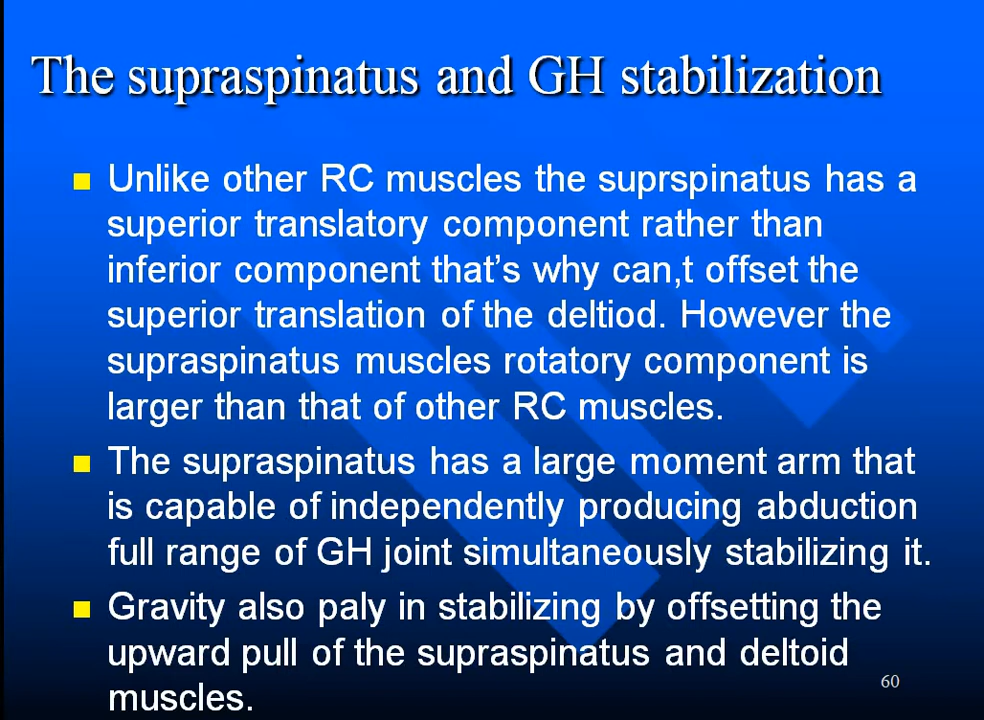 The supraspinatus and GH stabilization
Unlike other RC muscles the suprspinatus has a
superior translatory component rather than
inferior component that’s why can,t offset the
superior translation of the deltiod. However the
supraspinatus muscles rotatory component is
larger than that of other RC muscles.
The supraspinatus has a large moment arm that
is capable of independently producing abduction
full range of GH joint simultaneously stabilizing it.
Gravity also paly in stabilizing by offsetting the
upward pull of the supraspinatus and deltoid
muscles.
60